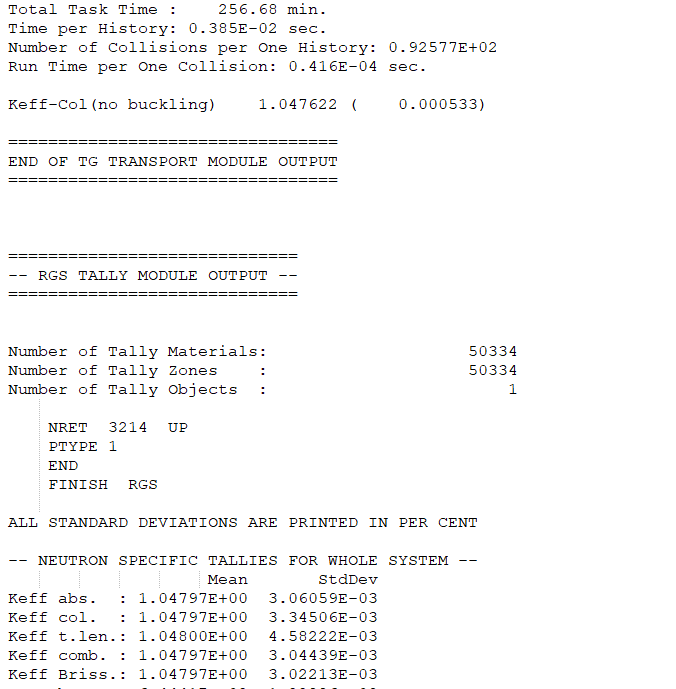 Total Task Time :    256.68 min.
Time per History: 0.385E-02 sec.
Number of Collisions per One History: 0.92577E+02
Run Time per One Collision: 0.416E-04 sec.
Keff-Col(no buckling)    1.047622 (    0.000533)
=================================
END OF TG TRANSPORT MODULE OUTPUT
=================================
=============================
-- RGS TALLY MODULE OUTPUT --
=============================
Number of Tally Materials:                    50334
Number of Tally Zones    :                    50334
Number of Tally Objects  :                        1
NRET  3214  UP
PTYPE 1
END
FINISH  RGS
ALL STANDARD DEVIATIONS ARE PRINTED IN PER CENT
-- NEUTRON SPECIFIC TALLIES FOR WHOLE SYSTEM --
Mean       StdDev
Keff abs.  : 1.04797E+00  3.06059E-03
Keff col.  : 1.04797E+00  3.34506E-03
Keff t.len.: 1.04800E+00  4.58222E-03
Keff comb. : 1.04797E+00  3.04439E-03
Keff Briss.: 1.04797E+00  3.02213E-03